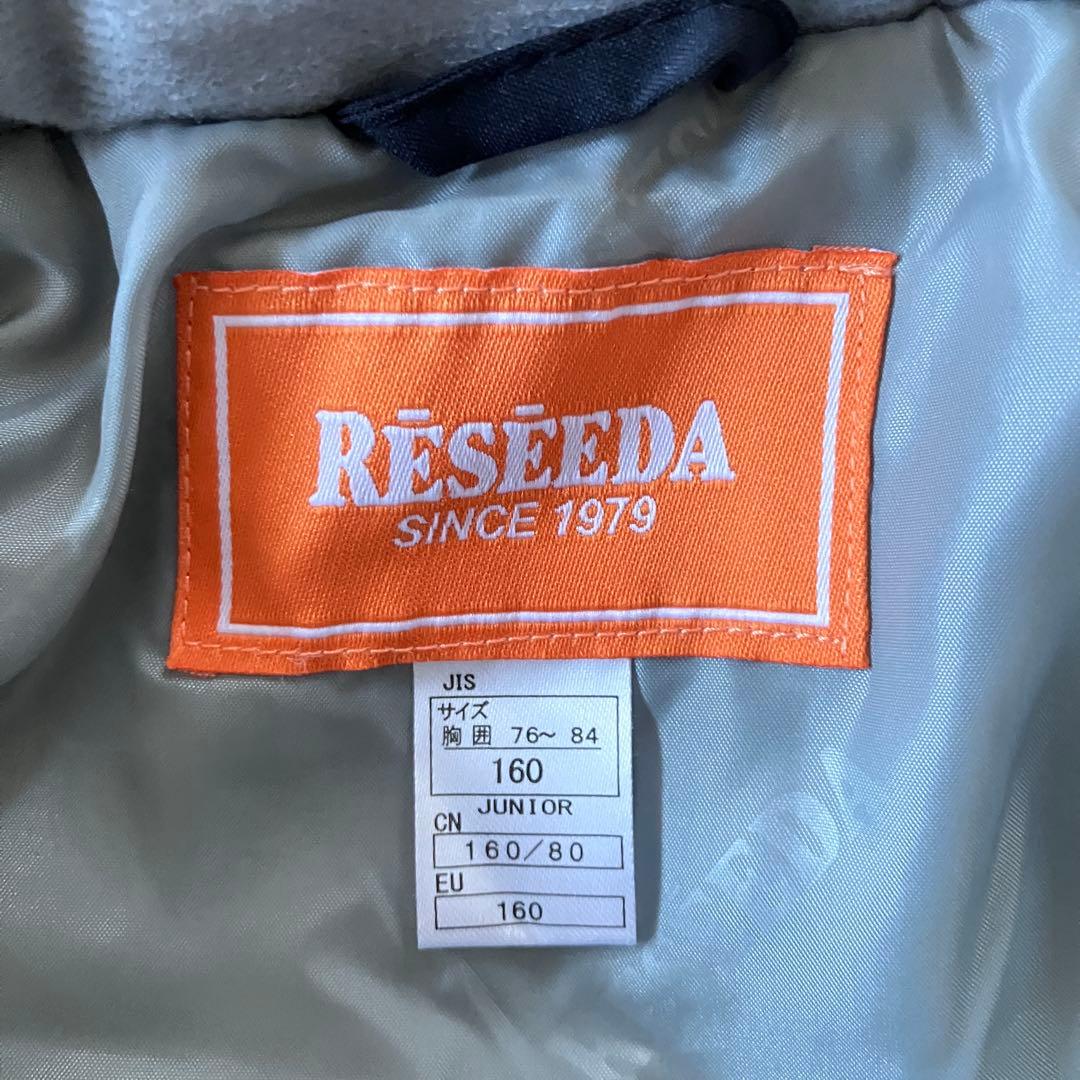 RĒSĒEDA
SINCE 1979
JIS
サイズ
胸囲 76〜 84
160
JUNIOR
CN
160/80
EU
160